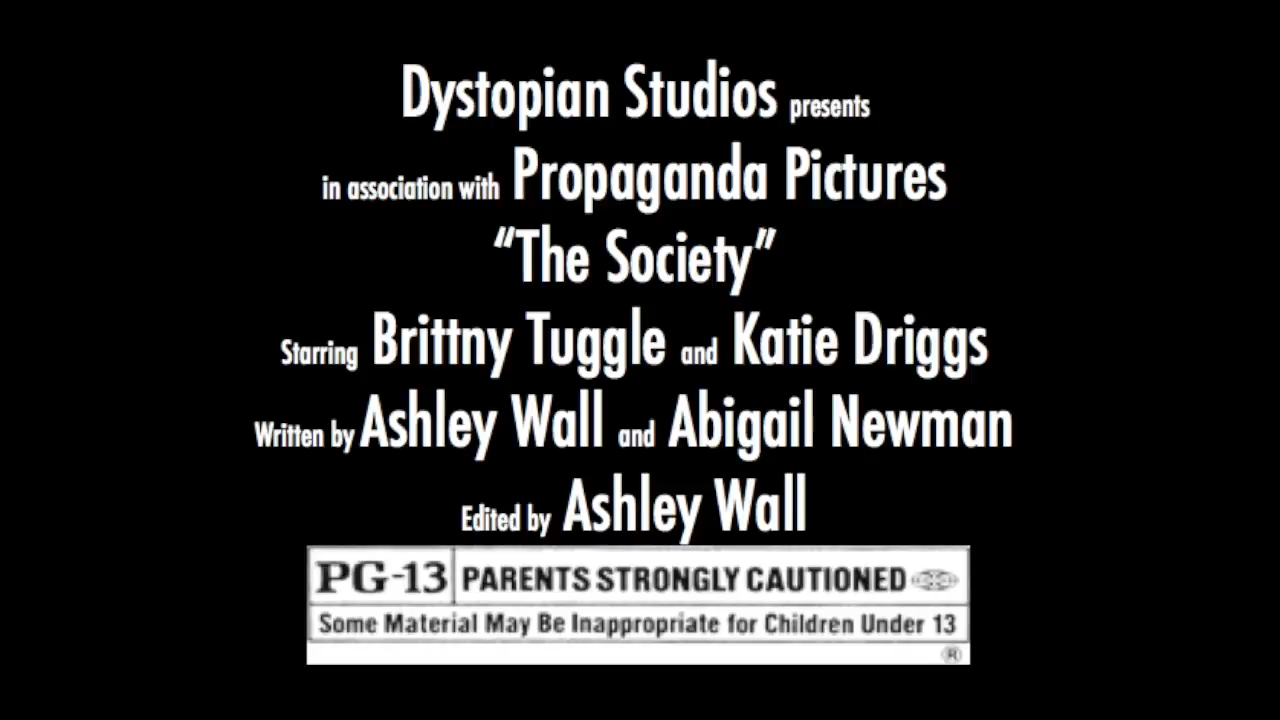 Dystopian Studios presents
in association with Propaganda Pictures
“The Society”
Starring Brittny Tuggle and Katie Driggs
Written by Ashley Wall and Abigail Newman
Edited by Ashley Wall
PG-13 PARENTS STRONGLY CAUTIONED
Some Material May Be Inappropriate for Children Under 13
®